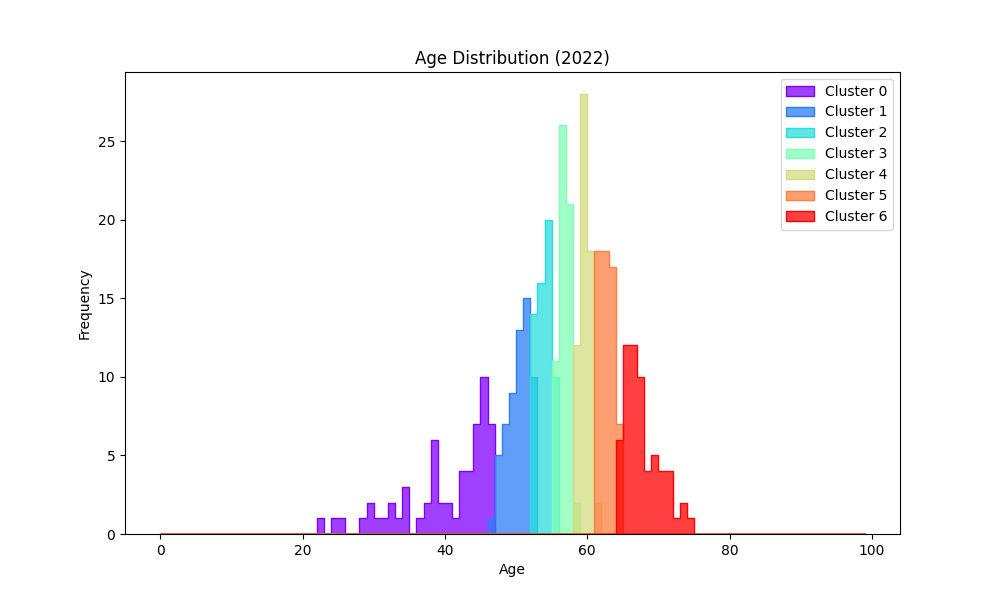 Age Distribution (2022)
Cluster 0
Cluster 1
Cluster 2
Cluster 3
Cluster 4
Cluster 5
Cluster 6
Frequency
25
20
15
10
5
0
0 20 40 60 80 100
Age